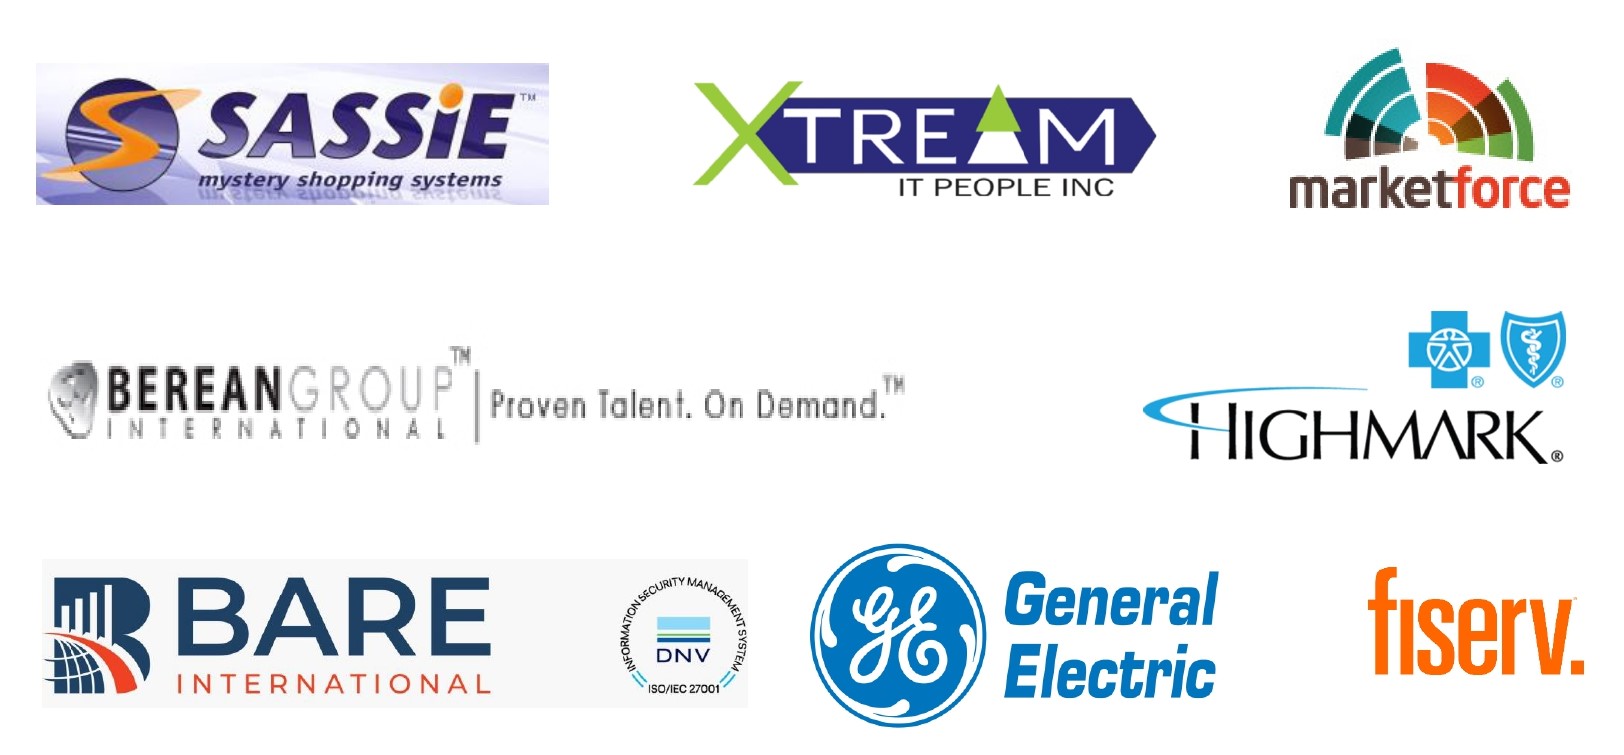 SASSiE™
mystery shopping systems
XTREAM
IT PEOPLE INC
marketforce
BEREANGROUP™
INTERNATIONAL
Proven Talent. On Demand.™
® ®
HIGHMARK®
BARE
INTERNATIONAL
INFORMATION SECURITY MANAGEMENT SYSTEM
DNV
ISO/IEC 27001
GE
General
Electric
fiserv.